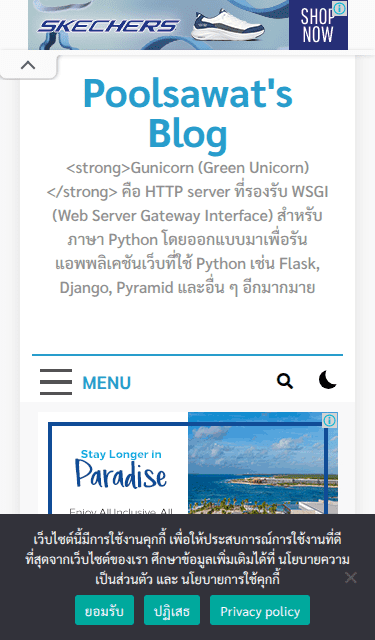 SKECHERS
SHOP
NOW
Poolsawat's
Blog
<strong>Gunicorn (Green Unicorn)
</strong> คือ HTTP server ที่รองรับ WSGI
(Web Server Gateway Interface) สำหรับ
ภาษา Python โดยออกแบบมาเพื่อรัน
แอพพลิเคชันเว็บที่ใช้ Python เช่น Flask,
Django, Pyramid และอื่น ๆ อีกมากมาย
MENU
Stay Longer in
Paradise
Enjoy All Inclusive, All
เว็บไซต์นี้มีการใช้งานคุกกี้ เพื่อให้ประสบการณ์การใช้งานที่ดี
ที่สุดจากเว็บไซต์ของเรา ศึกษาข้อมูลเพิ่มเติมได้ที่ นโยบายความ
เป็นส่วนตัว และ นโยบายการใช้คุกกี้
ยอมรับ ปฏิเสธ Privacy policy